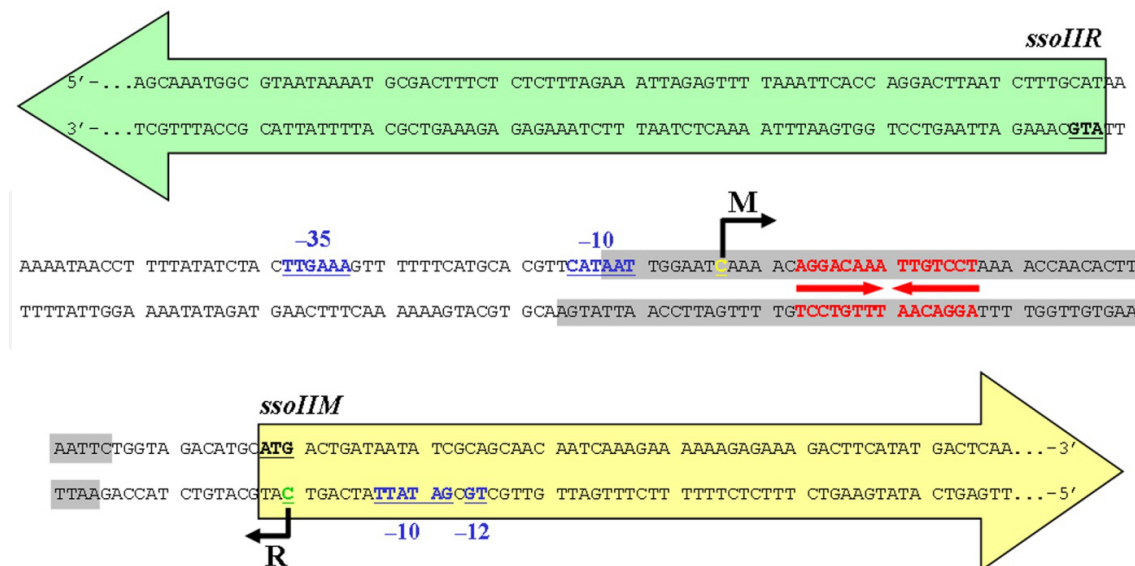 ssoIIR
5′–...AGCAAATGGC GTAATAAAAT GCGACTTTCT CTCTTTAGAA ATTAGAGTTT TAAATTCACC AGGACTTAAT CTTTGCATAA
3′–...TCGTTTACCG CATTATTTTA CGCTGAAAGA GAGAAATCTT TAATCTCAAA ATTTAAGTGG TCCTGAATTA GAAACGTATT
M
–35 –10
AAAATAACCT TTTATATCTA CTTGAAAGTT TTTTCATGCA CGTTCATAAT TGGAATCAAA ACAGGACAAA TTGTCCTAAA ACCAACACTT
TTTTATTGGA AAATATAGAT GAACTTTCAA AAAAGTACGT GCAAGTATTA ACCTTAGTTT TGTCCTGTTT AACAGGATTT TGGTTGTGAA
ssoIIM
AATTCTGGTA GACATGCATG ACTGATAATA TCGCAGCAAC AATCAAAGAA AAAAGAGAAA GACTTCATAT GACTCAA...–3′
TTAAGACCAT CTGTACGTAC TGACTATTAT AGCGTCGTTG TTAGTTTCTT TTTTCTCTTT CTGAAGTATA CTGAGTT...–5′
–10 –12
R